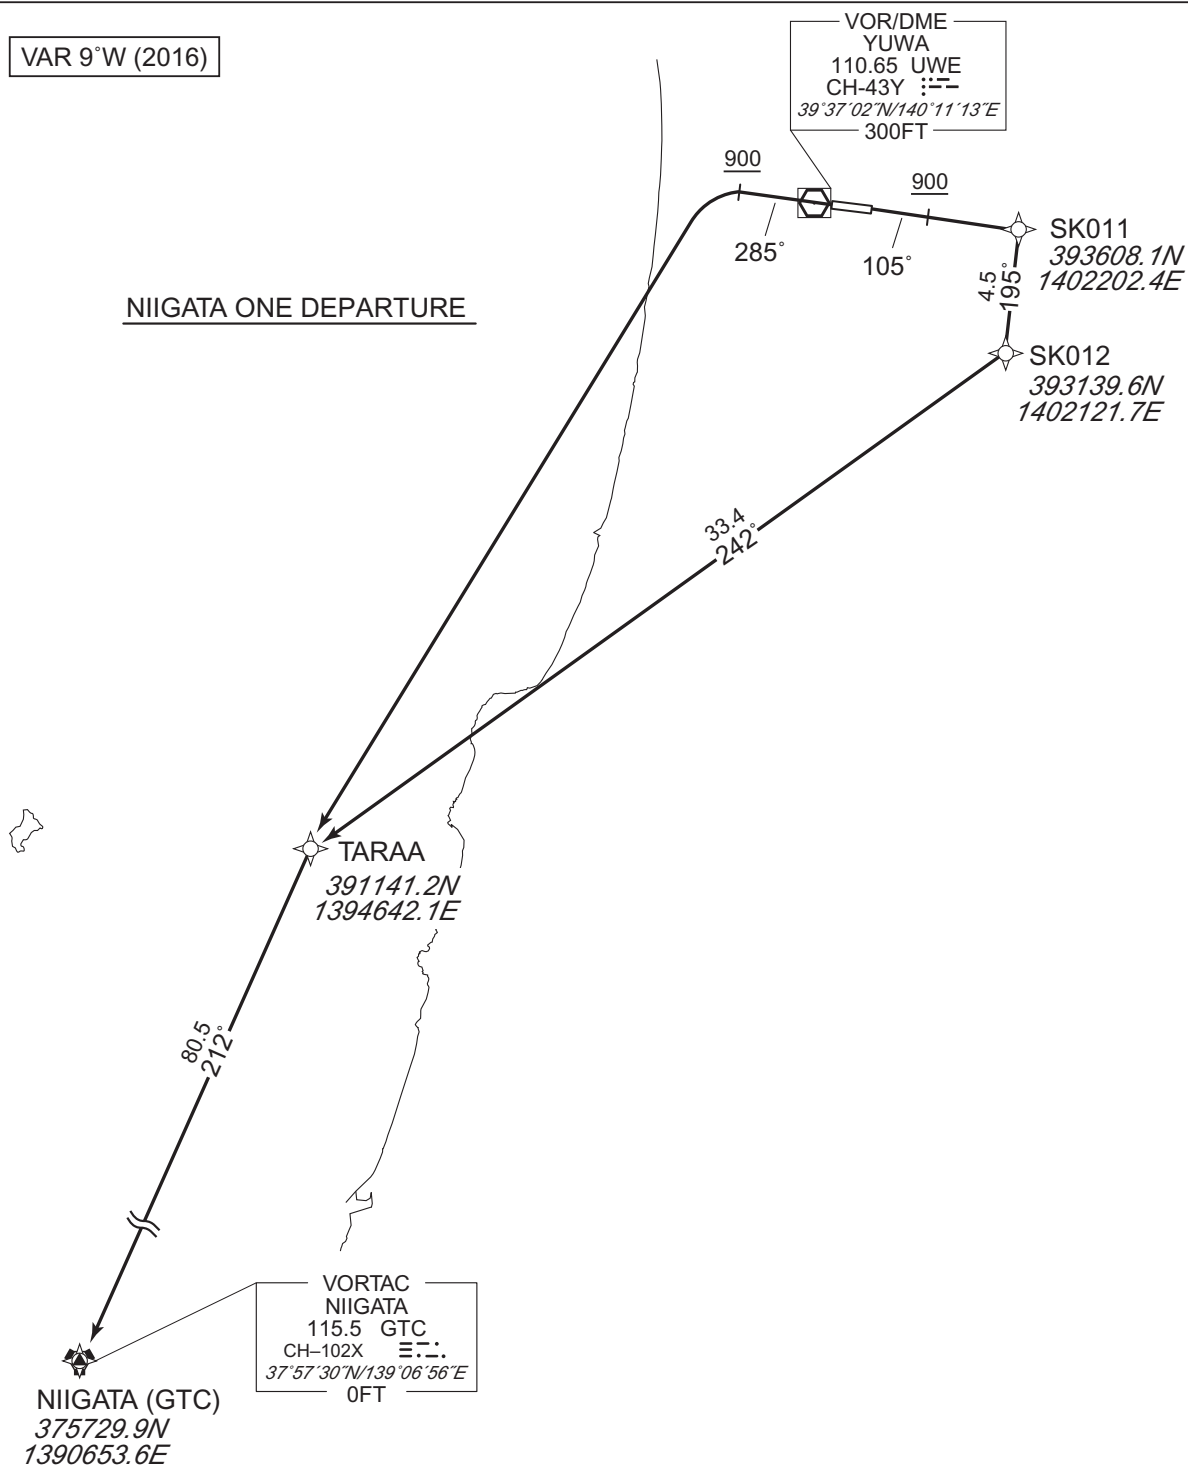 VAR 9°W (2016)
VOR/DME
YUWA
110.65 UWE
CH-43Y
39°37′02″N/140°11′13″E
300FT
900
900
285°
105°
SK011
393608.1N
1402202.4E
4.5
195°
NIIGATA ONE DEPARTURE
SK012
393139.6N
1402121.7E
33.4
242°
TARAA
391141.2N
1394642.1E
80.5
212°
VORTAC
NIIGATA
115.5 GTC
CH–102X
37°57′30″N/139°06′56″E
0FT
NIIGATA (GTC)
375729.9N
1390653.6E